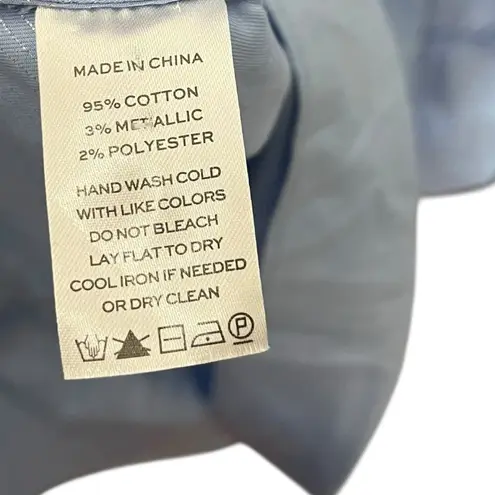 MADE IN CHINA
95% COTTON
3% METALLIC
2% POLYESTER
HAND WASH COLD
WITH LIKE COLORS
DO NOT BLEACH
LAY FLAT TO DRY
COOL IRON IF NEEDED
OR DRY CLEAN
P